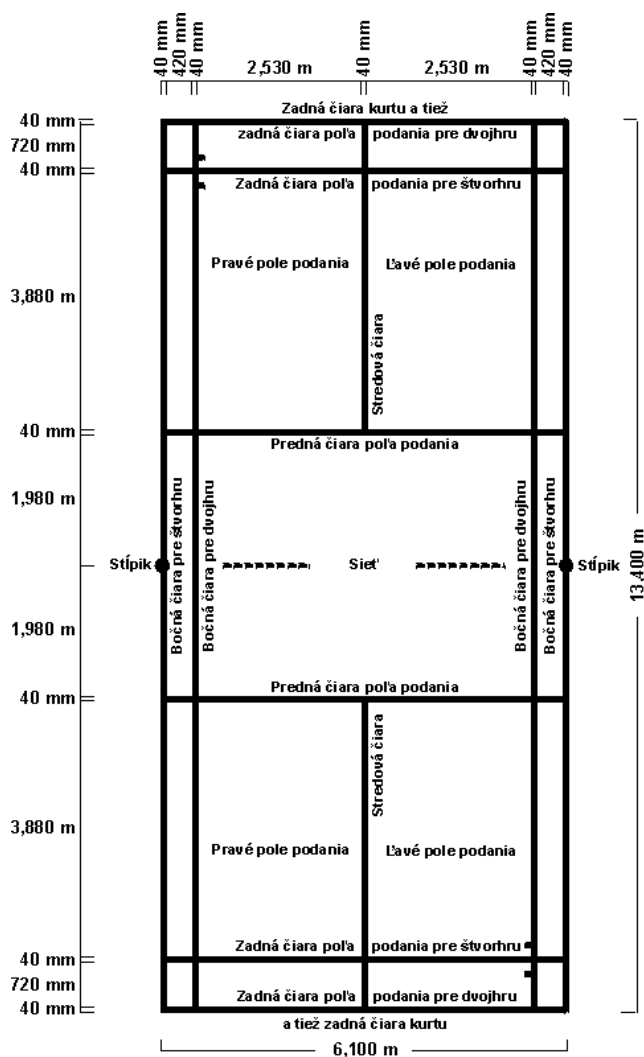 40 mm
420 mm
40 mm
2,530 m
40 mm
2,530 m
40 mm
420 mm
40 mm
Zadná čiara kurtu a tiež
40 mm
zadná čiara poľa podania pre dvojhru
720 mm
40 mm
Zadná čiara poľa podania pre štvorhru
Pravé pole podania
Ľavé pole podania
3,880 m
Stredová čiara
40 mm
Predná čiara poľa podania
1,980 m
Bočná čiara pre štvorhru
Bočná čiara pre dvojhru
Bočná čiara pre dvojhru
Bočná čiara pre štvorhru
Stĺpik
Sieť
Stĺpik
13,400 m
1,980 m
Predná čiara poľa podania
40 mm
Stredová čiara
3,880 m
Pravé pole podania
Ľavé pole podania
Zadná čiara poľa podania pre štvorhru
40 mm
720 mm
Zadná čiara poľa podania pre dvojhru
40 mm
a tiež zadná čiara kurtu
6,100 m